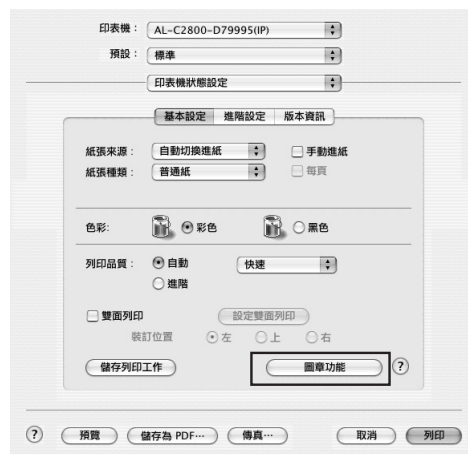 印表機： AL-C2800-D79995(IP)
預設： 標準
印表機狀態設定
基本設定 進階設定 版本資訊
紙張來源： 自動切換進紙 手動進紙
紙張種類： 普通紙 每頁
色彩: 彩色 黑色
列印品質： 自動 快速
進階
雙面列印 設定雙面列印
裝訂位置 左 上 右
儲存列印工作 圖章功能 ?
? 預覽 儲存為 PDF⋯ 傳真⋯ 取消 列印